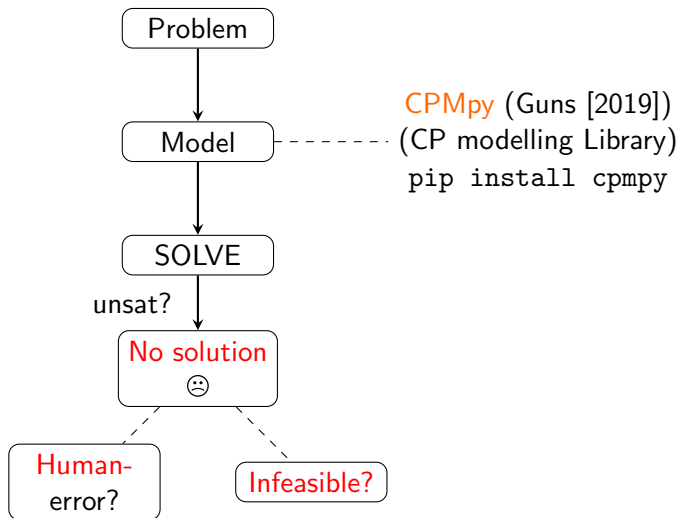 Problem
Model
CPMpy (Guns [2019])
(CP modelling Library)
pip install cpmpy
SOLVE
unsat?
No solution
☹
Human-
error?
Infeasible?